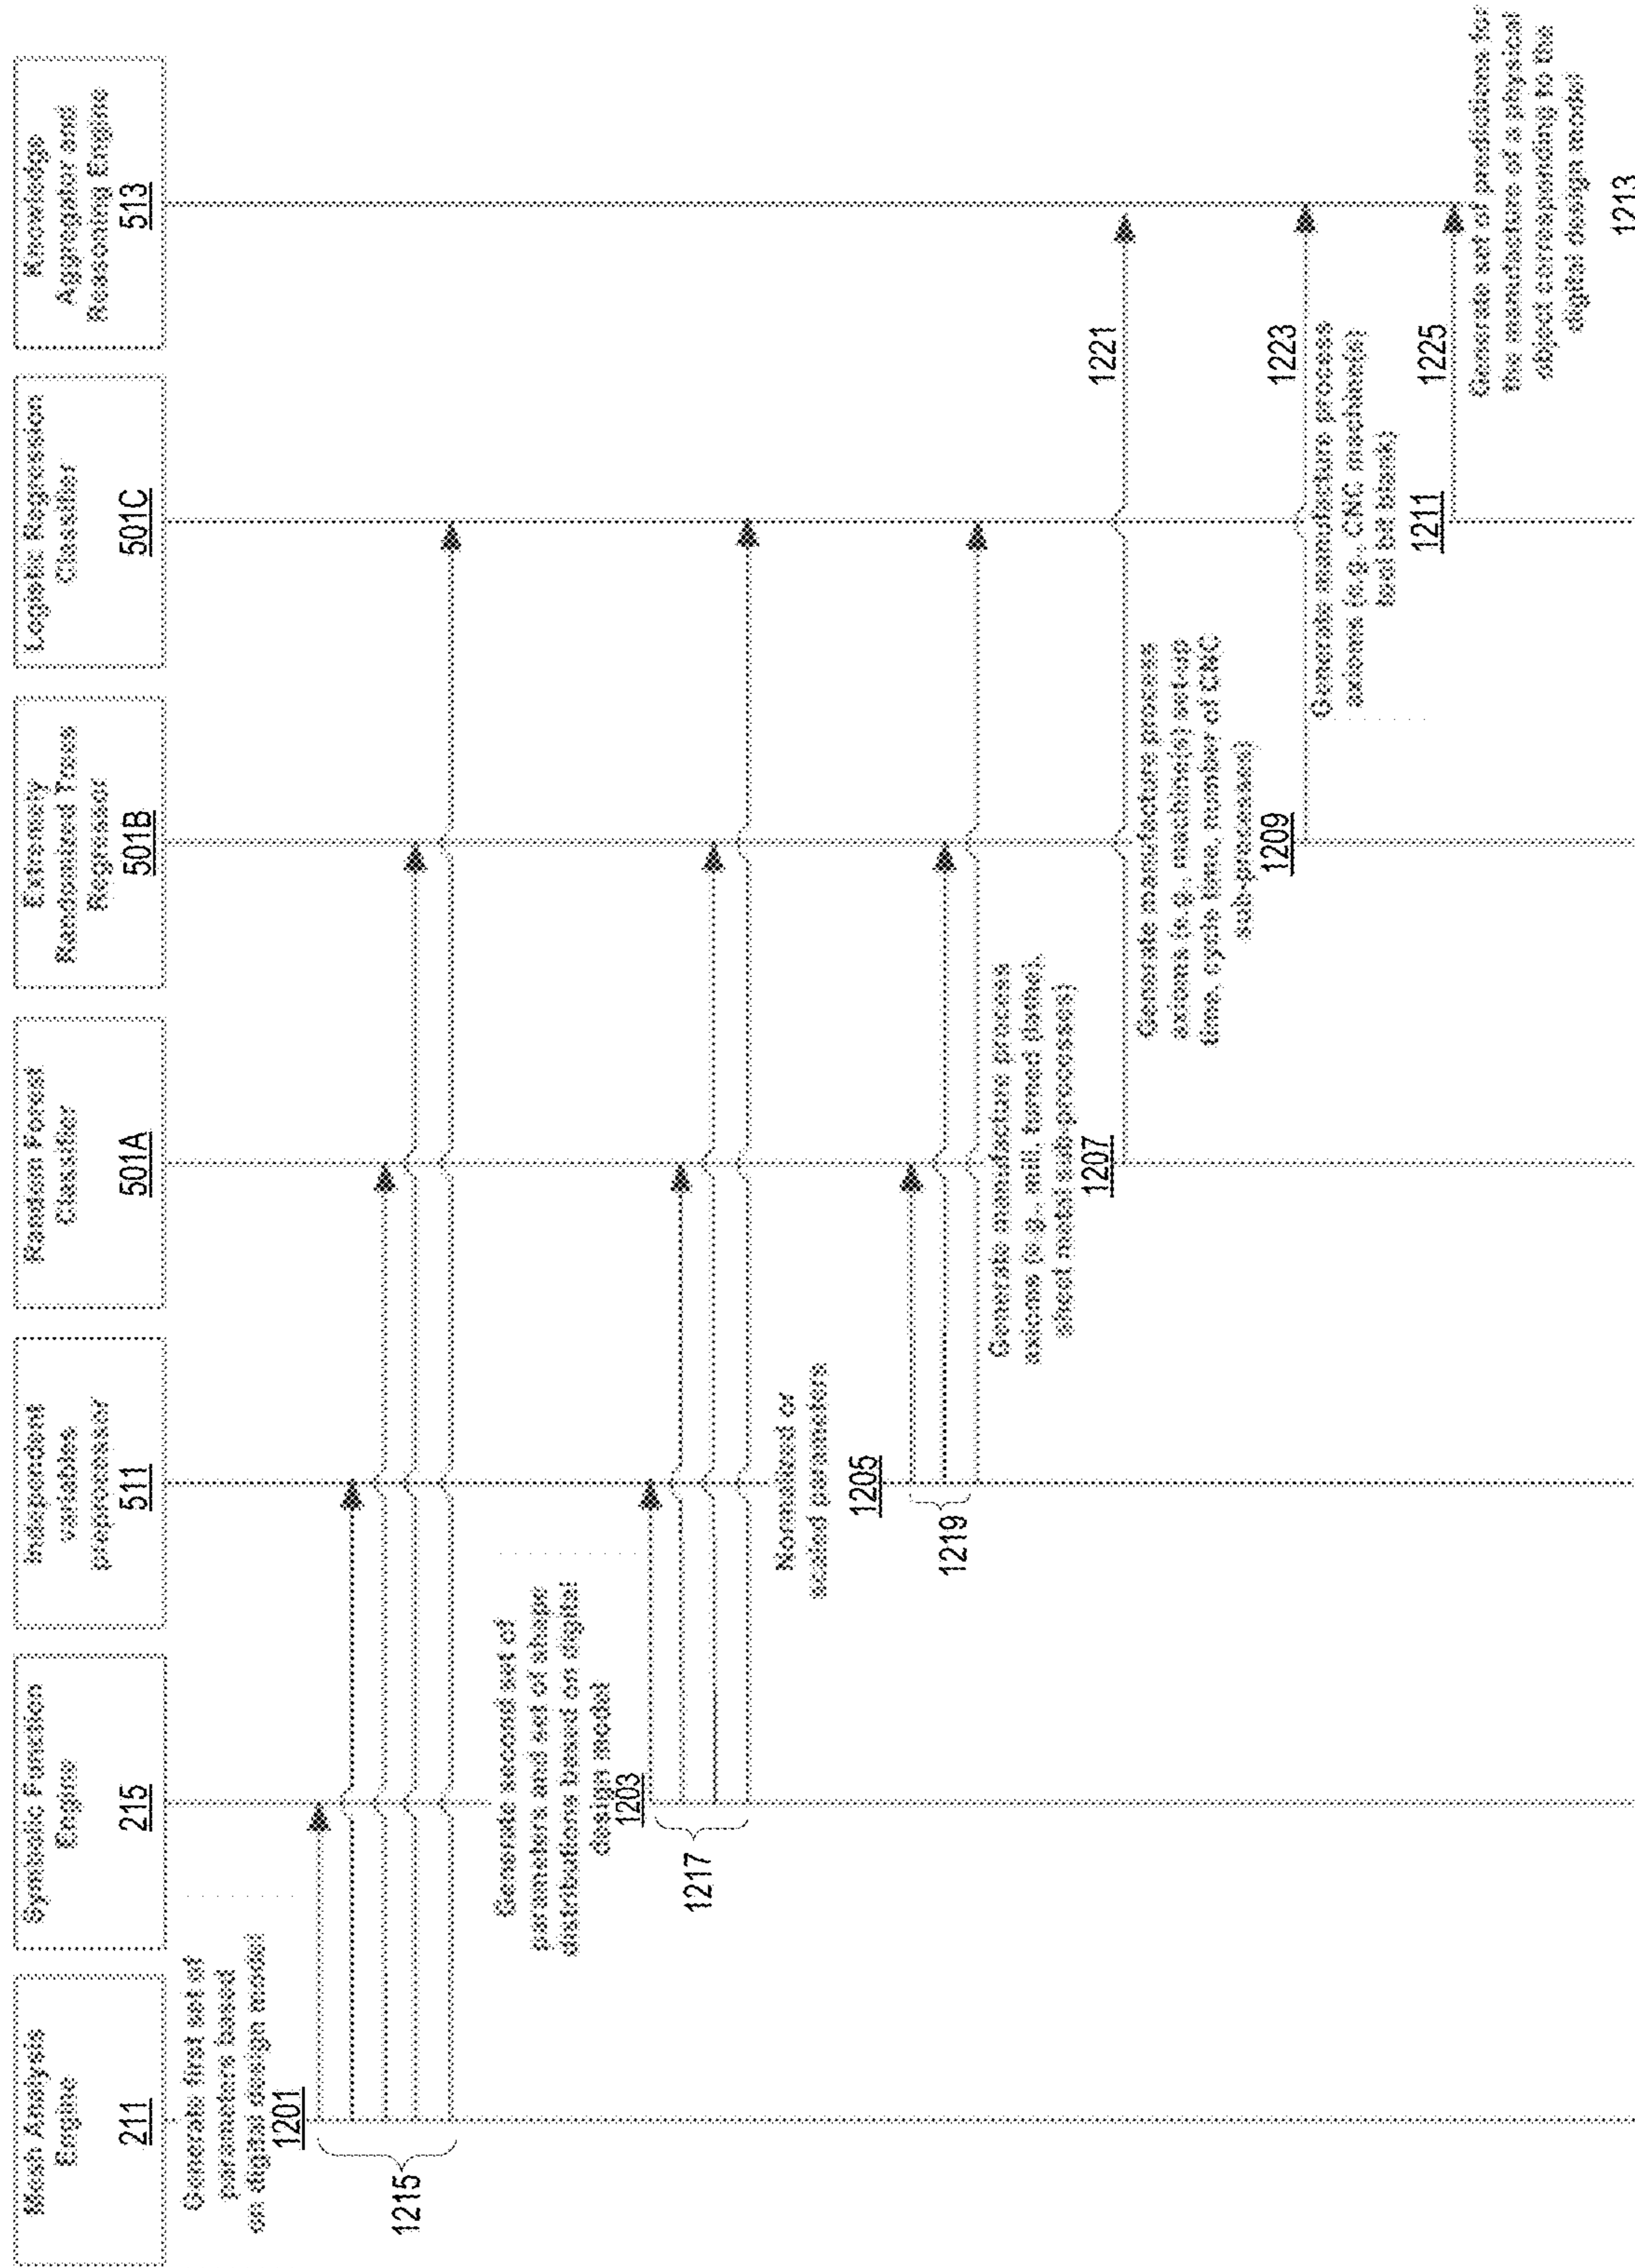 Mesh Analysis
Engine
211
Symbolic Function
Engine
215
Independent
variables
preprocessor
511
Random Forest
Classifier
501A
Extremely
Randomized Trees
Regressor
501B
Logistic Regression
Classifier
501C
Knowledge
Aggregator and
Reasoning Engine
513
Generate first set of
parameters based
on digital design model
1201
1215
Generate second set of
parameters and set of shape
distributions based on digital
design model
1203
1217
Normalized or
scaled parameters
1205
1219
Generate manufacture process
axioms (e.g., mill, turned (lathe),
sheet metal sub-processes)
1207
1221
Generate manufacture process
axioms (e.g., machine(s) set-up
time, cycle time, number of CNC
sub-processes)
1209
1223
Generate manufacture process
axioms (e.g., CNC machine(s)
tool bit blank)
1211
1225
Generate set of predictions for
the manufacture of a physical
object corresponding to the
digital design model
1213